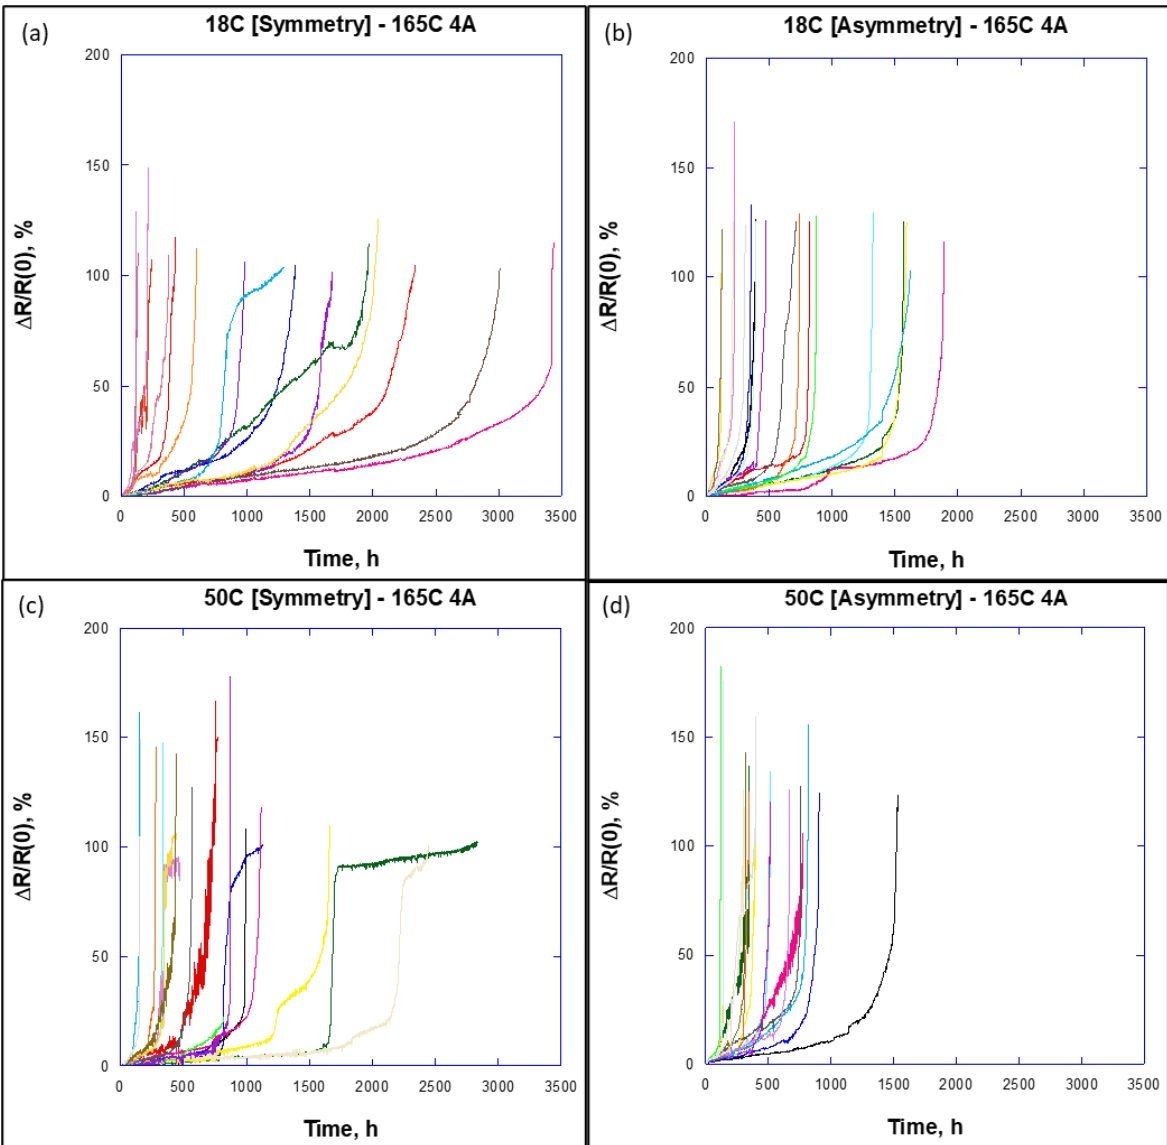 (a) 18C [Symmetry] - 165C 4A
200
150
100
50
0
ΔR/R(0), %
0 500 1000 1500 2000 2500 3000 3500
Time, h
(b) 18C [Asymmetry] - 165C 4A
200
150
100
50
0
ΔR/R(0), %
0 500 1000 1500 2000 2500 3000 3500
Time, h
(c) 50C [Symmetry] - 165C 4A
200
150
100
50
0
ΔR/R(0), %
0 500 1000 1500 2000 2500 3000 3500
Time, h
(d) 50C [Asymmetry] - 165C 4A
200
150
100
50
0
ΔR/R(0), %
0 500 1000 1500 2000 2500 3000 3500
Time, h